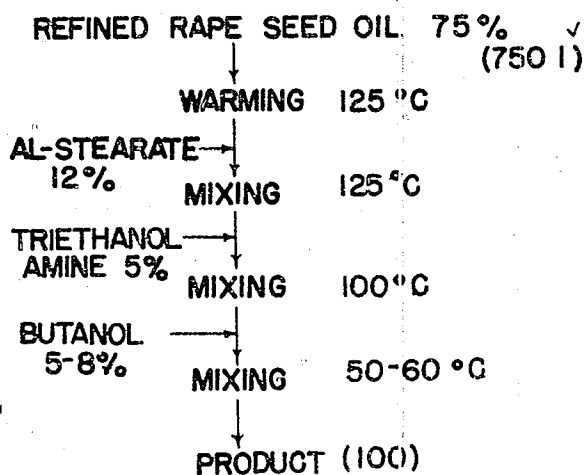 REFINED RAPE SEED OIL 75%
(750 l)
WARMING 125 °C
AL-STEARATE
12%
MIXING 125 °C
TRIETHANOL
AMINE 5%
MIXING 100 °C
BUTANOL
5-8%
MIXING 50-60 °C
PRODUCT (100)